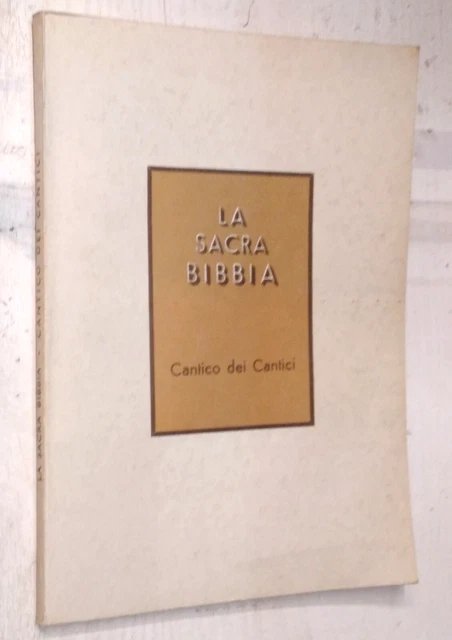 LA
SACRA
BIBBIA
Cantico dei Cantici
LA SACRA BIBBIA - CANTICO DEI CANTICI